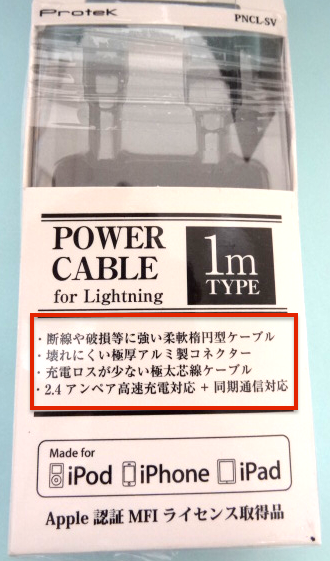 ProteK
PNCL-SV
POWER
CABLE
for Lightning
1m
TYPE
・断線や破損等に強い柔軟楕円型ケーブル
・壊れにくい極厚アルミ製コネクター
・充電ロスが少ない極太芯線ケーブル
・2.4 アンペア高速充電対応 + 同期通信対応
Made for
iPod iPhone iPad
Apple 認証 MFI ライセンス取得品